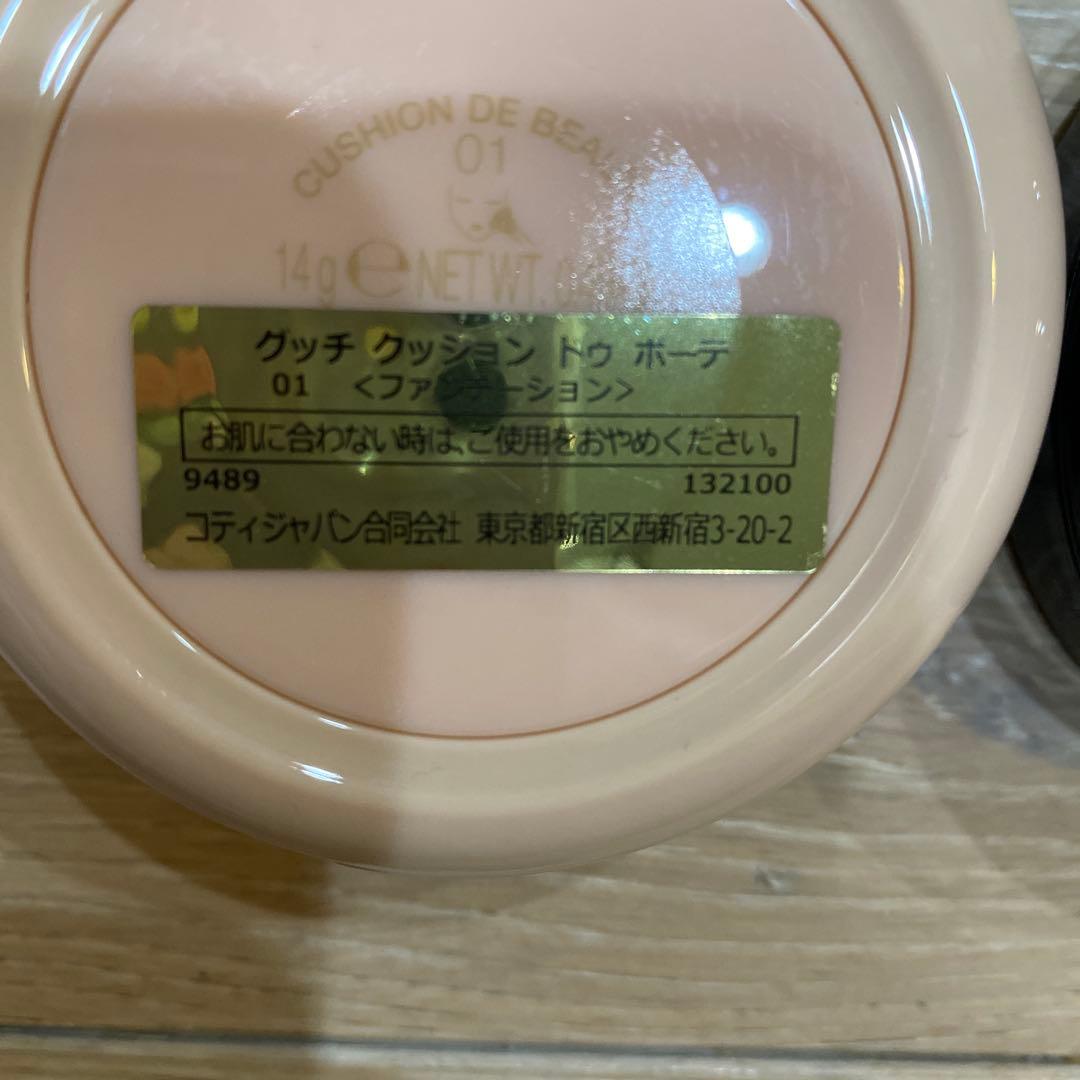 CUSHION DE
01
14g e NET WT.
グッチ クッション ドゥ ボーテ
01 <ファンデーション>
お肌に合わない時は、ご使用をおやめください。
9489 132100
コティジャパン合同会社 東京都新宿区西新宿3-20-2